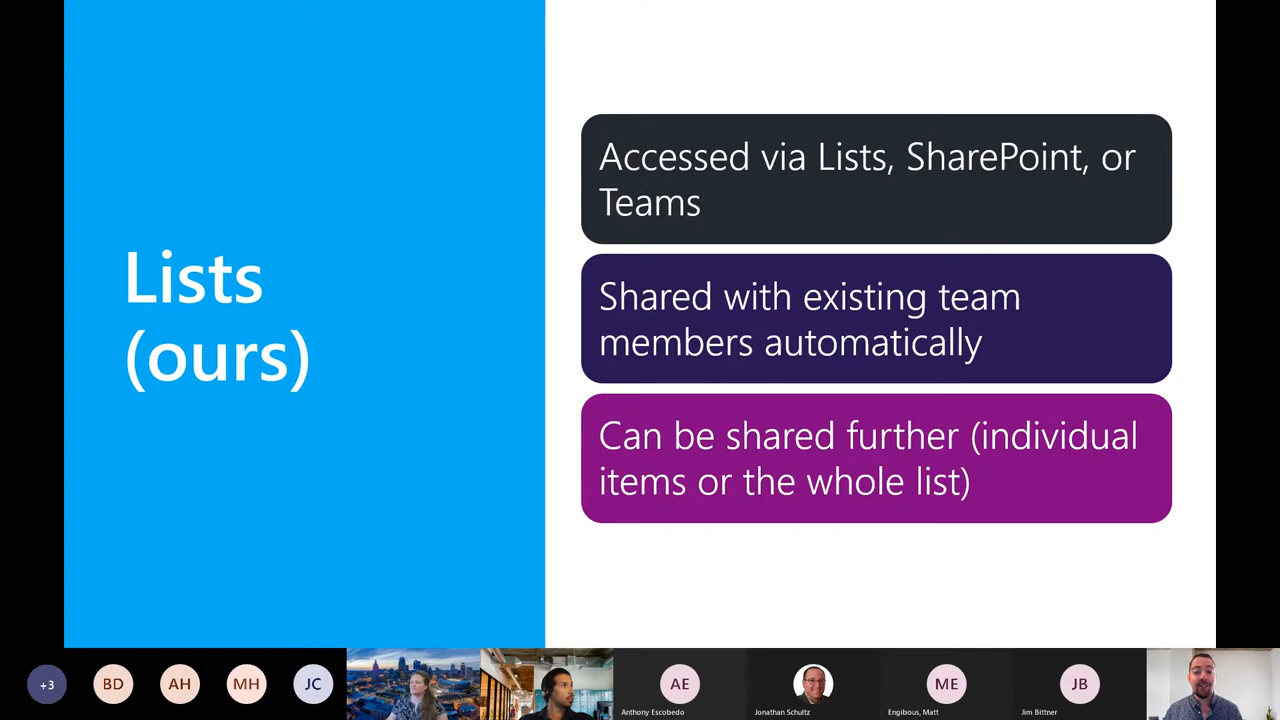 Lists
(ours)
Accessed via Lists, SharePoint, or
Teams
Shared with existing team
members automatically
Can be shared further (individual
items or the whole list)
+3
BD
AH
MH
JC
AE
Anthony Escobedo
Jonathan Schultz
ME
Engibous, Matt
JB
Jim Bittner